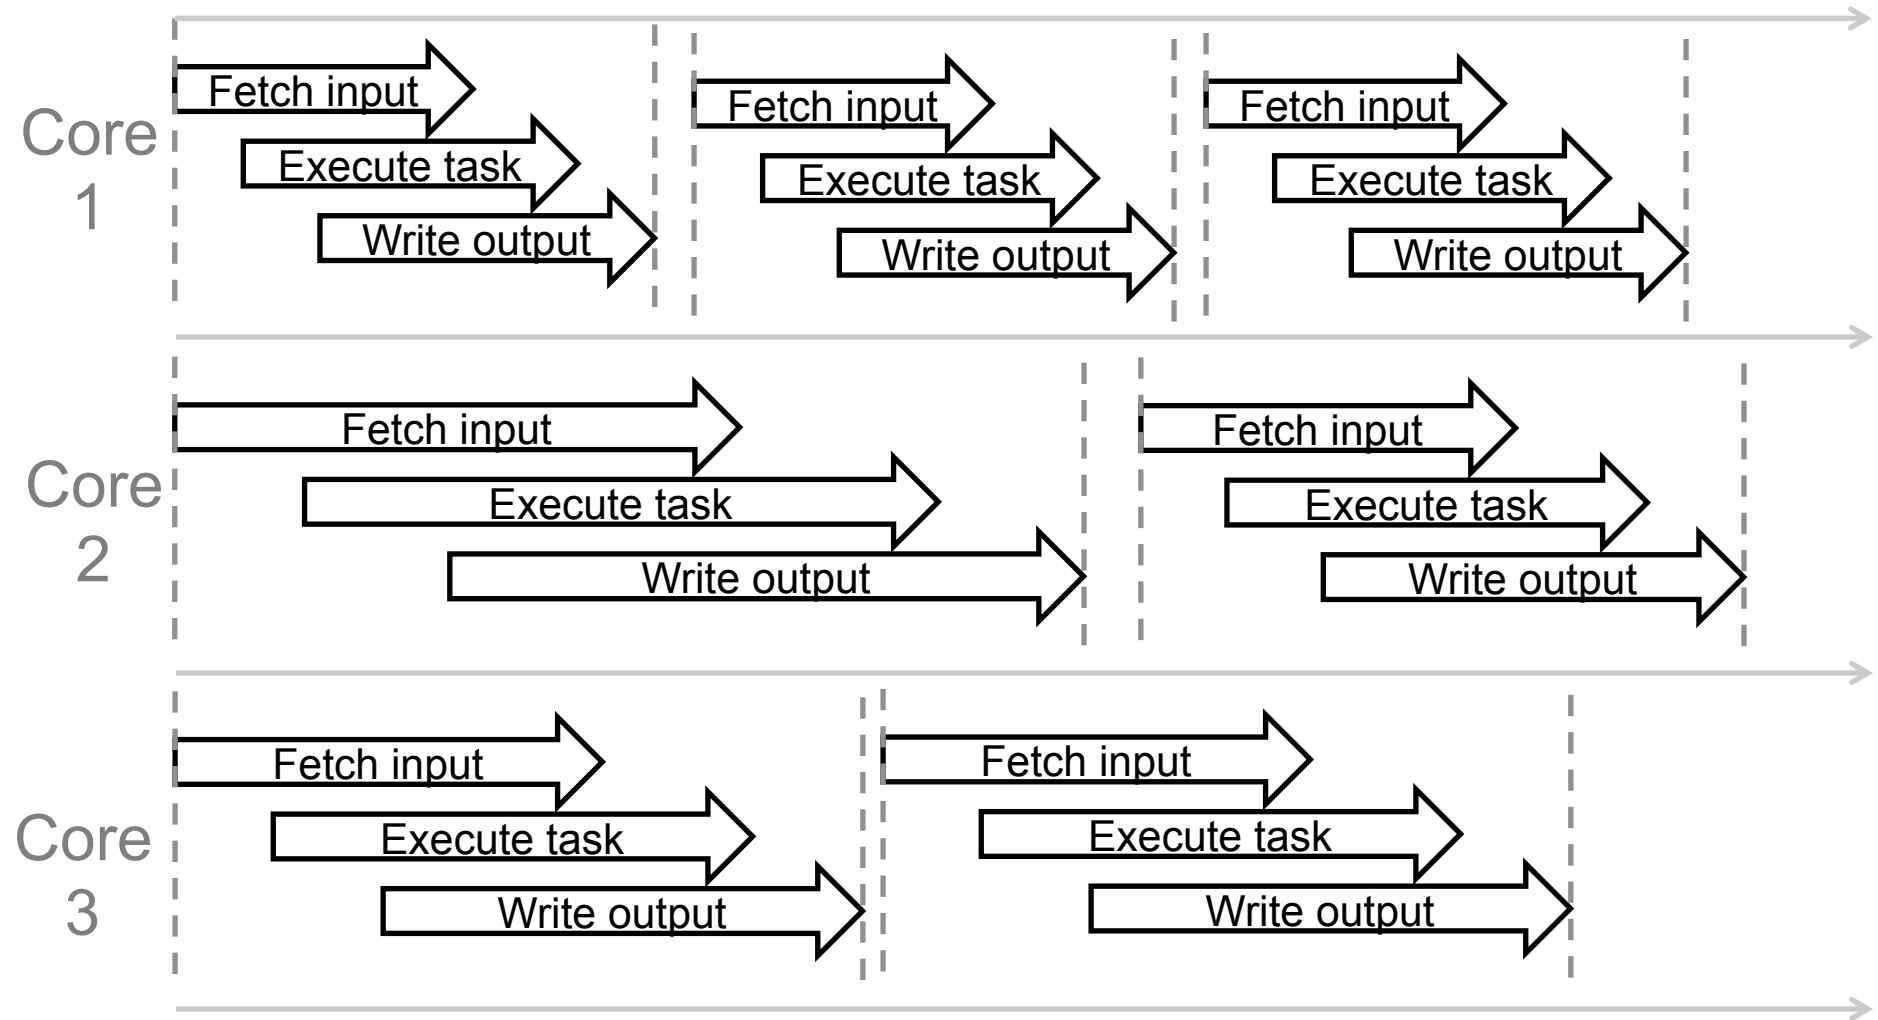 Fetch input
Fetch input
Fetch input
Core
1
Execute task
Execute task
Execute task
Write output
Write output
Write output
Fetch input
Fetch input
Core
2
Execute task
Execute task
Write output
Write output
Fetch input
Fetch input
Core
3
Execute task
Execute task
Write output
Write output